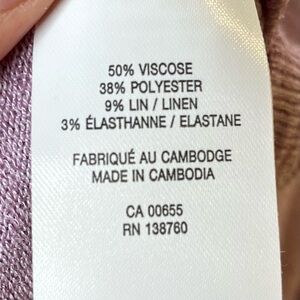 50% VISCOSE
38% POLYESTER
9% LIN / LINEN
3% ÉLASTHANNE / ELASTANE
FABRIQUÉ AU CAMBODGE
MADE IN CAMBODIA
CA 00655
RN 138760